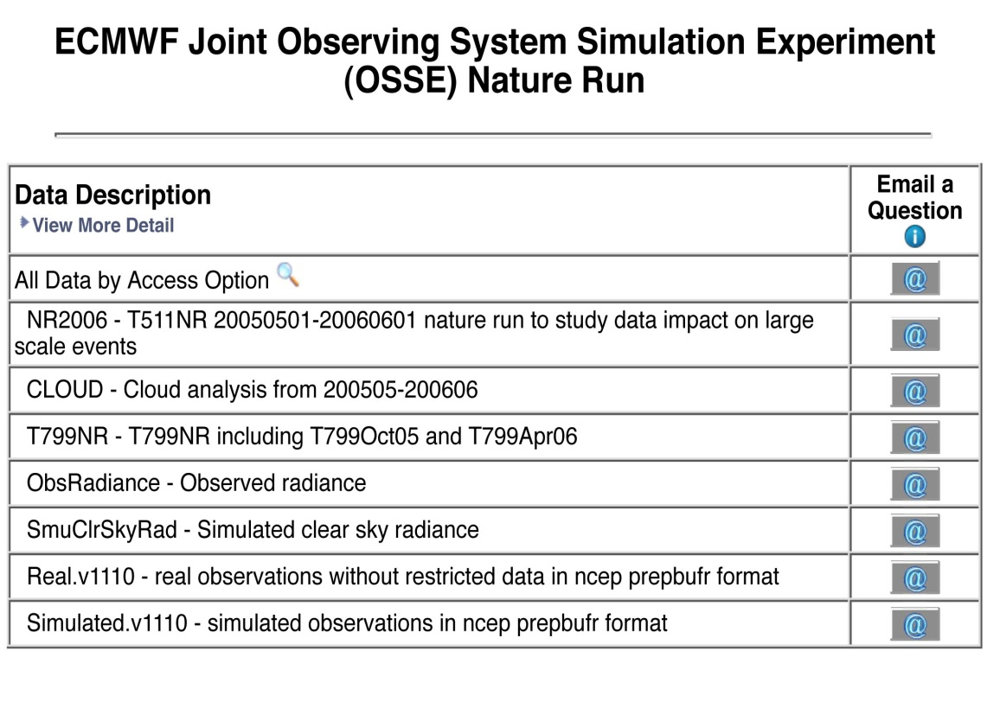 ECMWF Joint Observing System Simulation Experiment
(OSSE) Nature Run
Data Description
View More Detail
Email a
Question
i
All Data by Access Option
@
NR2006 - T511NR 20050501-20060601 nature run to study data impact on large
scale events
@
CLOUD - Cloud analysis from 200505-200606
@
T799NR - T799NR including T799Oct05 and T799Apr06
@
ObsRadiance - Observed radiance
@
SmuClrSkyRad - Simulated clear sky radiance
@
Real.v1110 - real observations without restricted data in ncep prepbufr format
@
Simulated.v1110 - simulated observations in ncep prepbufr format
@